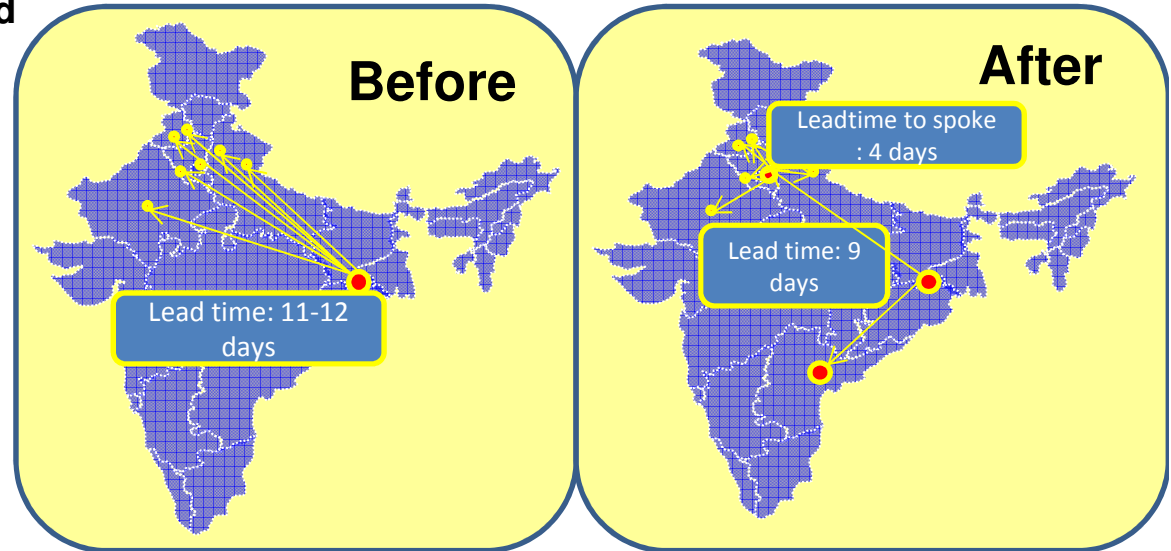 d
Before
Lead time: 11-12
days
After
Leadtime to spoke
: 4 days
Lead time: 9
days